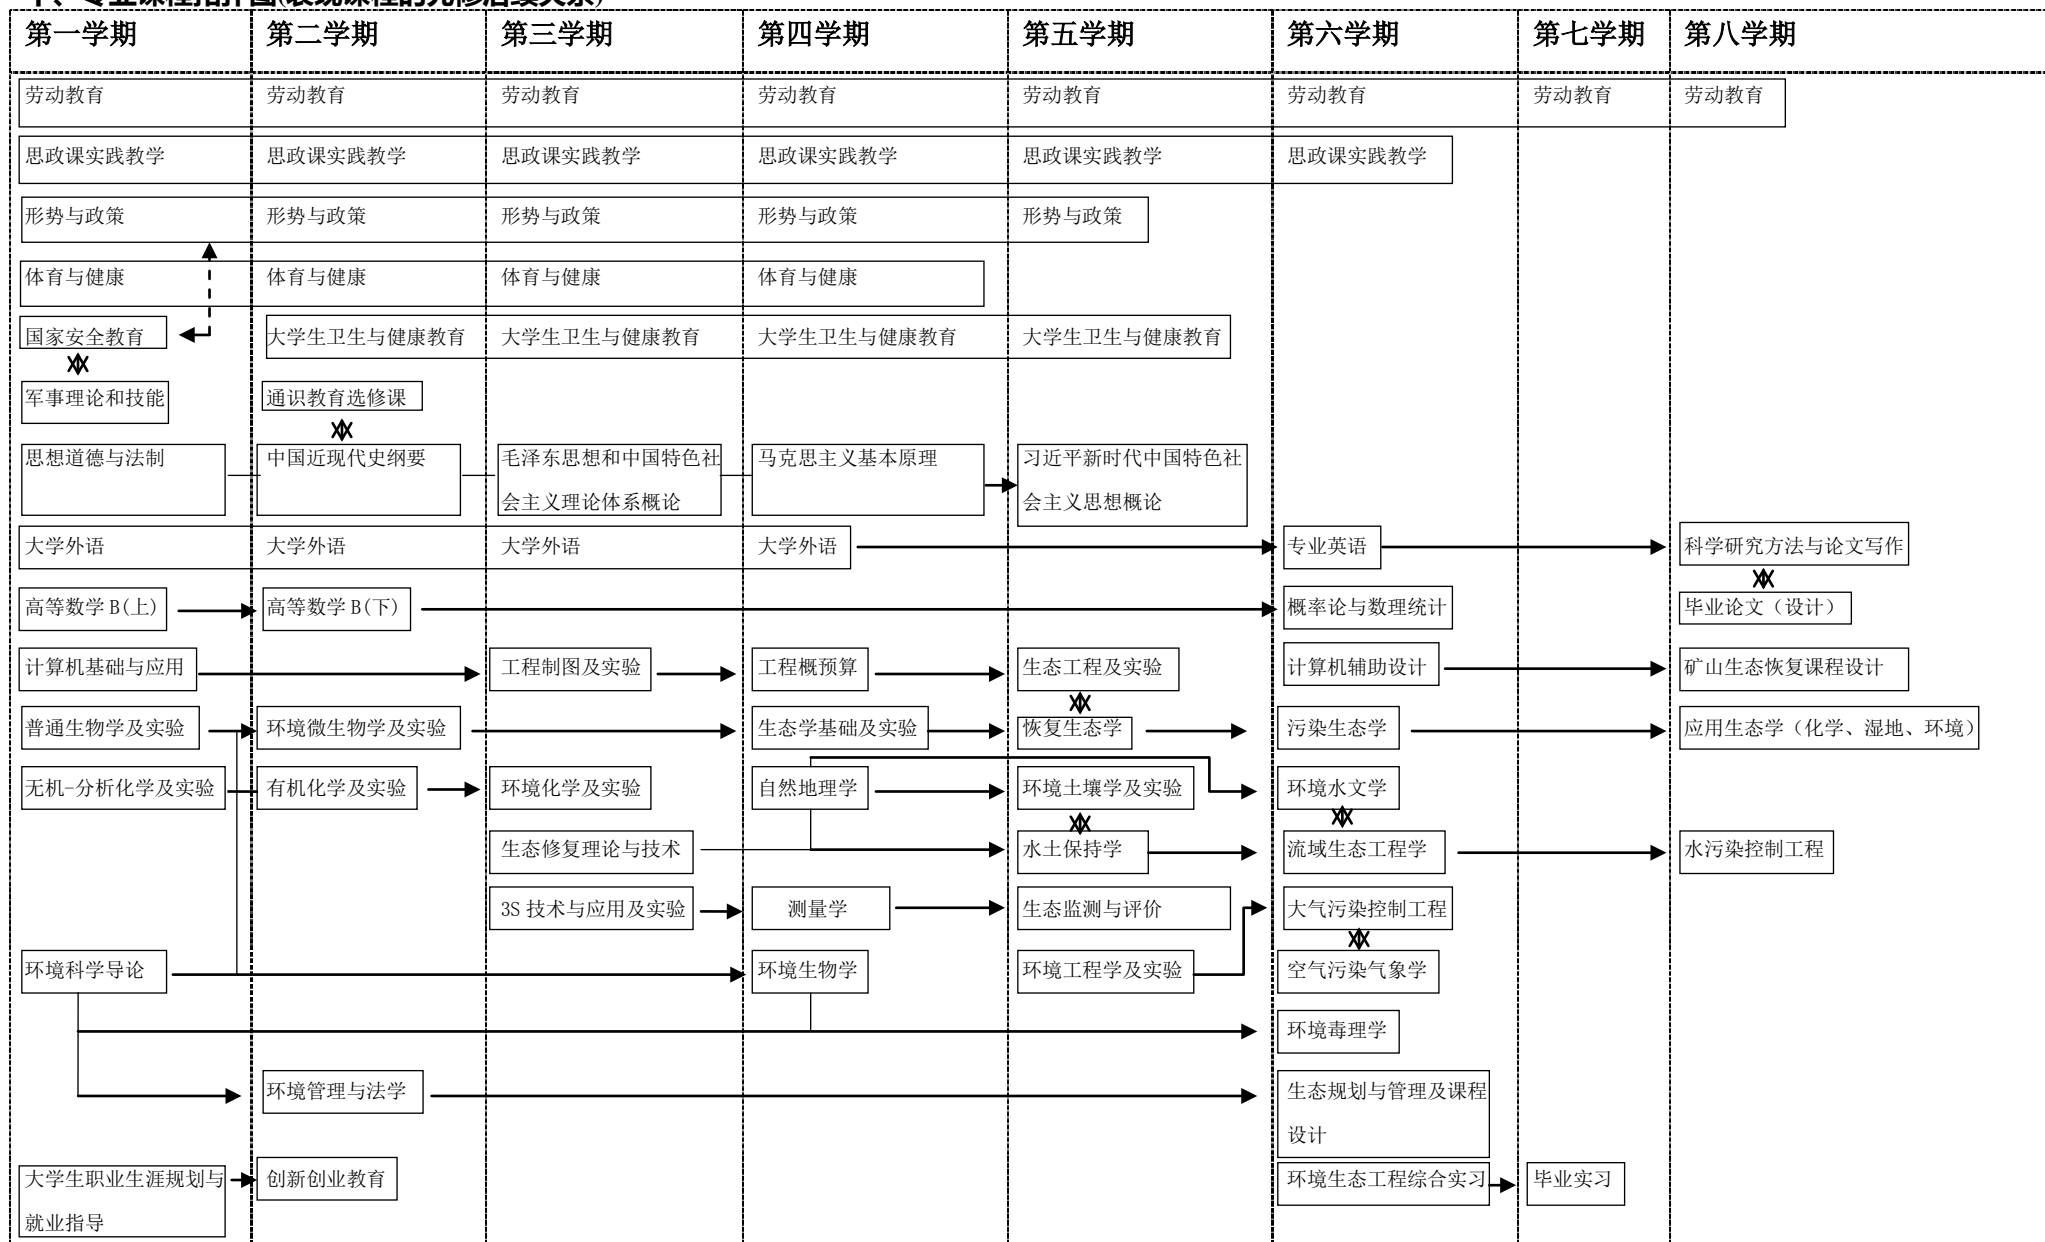 十、专业课程指引图(表现课程的先修后续关系)
第一学期 第二学期 第三学期 第四学期 第五学期 第六学期 第七学期 第八学期
劳动教育 劳动教育 劳动教育 劳动教育 劳动教育 劳动教育 劳动教育 劳动教育
思政课实践教学 思政课实践教学 思政课实践教学 思政课实践教学 思政课实践教学 思政课实践教学
形势与政策 形势与政策 形势与政策 形势与政策 形势与政策
体育与健康 体育与健康 体育与健康 体育与健康
国家安全教育 大学生卫生与健康教育 大学生卫生与健康教育 大学生卫生与健康教育 大学生卫生与健康教育
军事理论和技能 通识教育选修课
思想道德与法制 中国近现代史纲要 毛泽东思想和中国特色社 马克思主义基本原理 习近平新时代中国特色社
会主义理论体系概论 会主义思想概论
大学外语 大学外语 大学外语 大学外语 专业英语 科学研究方法与论文写作
高等数学 B(上) 高等数学 B(下) 概率论与数理统计 毕业论文（设计）
计算机基础与应用 工程制图及实验 工程概预算 生态工程及实验 计算机辅助设计 矿山生态恢复课程设计
普通生物学及实验 环境微生物学及实验 生态学基础及实验 恢复生态学 污染生态学 应用生态学（化学、湿地、环境）
无机-分析化学及实验 有机化学及实验 环境化学及实验 自然地理学 环境土壤学及实验 环境水文学
生态修复理论与技术 水土保持学 流域生态工程学 水污染控制工程
3S 技术与应用及实验 测量学 生态监测与评价 大气污染控制工程
环境科学导论 环境生物学 环境工程学及实验 空气污染气象学
环境毒理学
环境管理与法学 生态规划与管理及课程
设计
大学生职业生涯规划与 创新创业教育 环境生态工程综合实习 毕业实习
就业指导